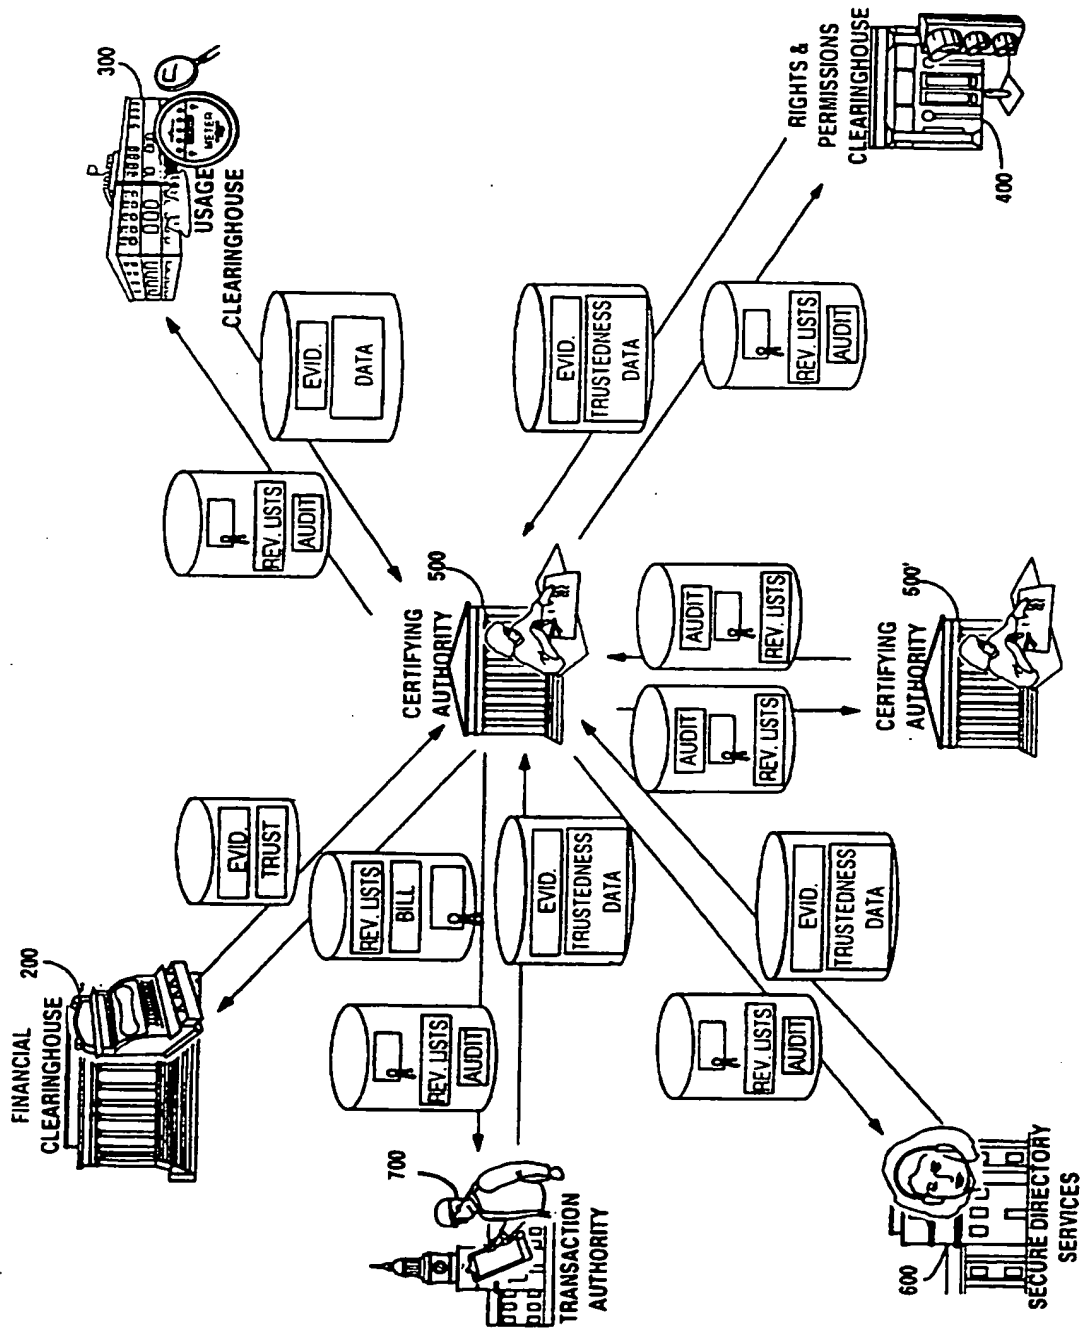 FINANCIAL
CLEARINGHOUSE
200
EVID.
TRUST
REV. LISTS
AUDIT
300
METER
USAGE
CLEARINGHOUSE
EVID.
DATA
REV. LISTS
BILL
CERTIFYING
AUTHORITY
500
700
TRANSACTION
AUTHORITY
REV. LISTS
AUDIT
EVID.
TRUSTEDNESS
DATA
EVID.
TRUSTEDNESS
DATA
RIGHTS &
PERMISSIONS
CLEARINGHOUSE
400
REV. LISTS
AUDIT
AUDIT
REV. LISTS
AUDIT
REV. LISTS
REV. LISTS
AUDIT
EVID.
TRUSTEDNESS
DATA
600
SECURE DIRECTORY
SERVICES
CERTIFYING
AUTHORITY
500'